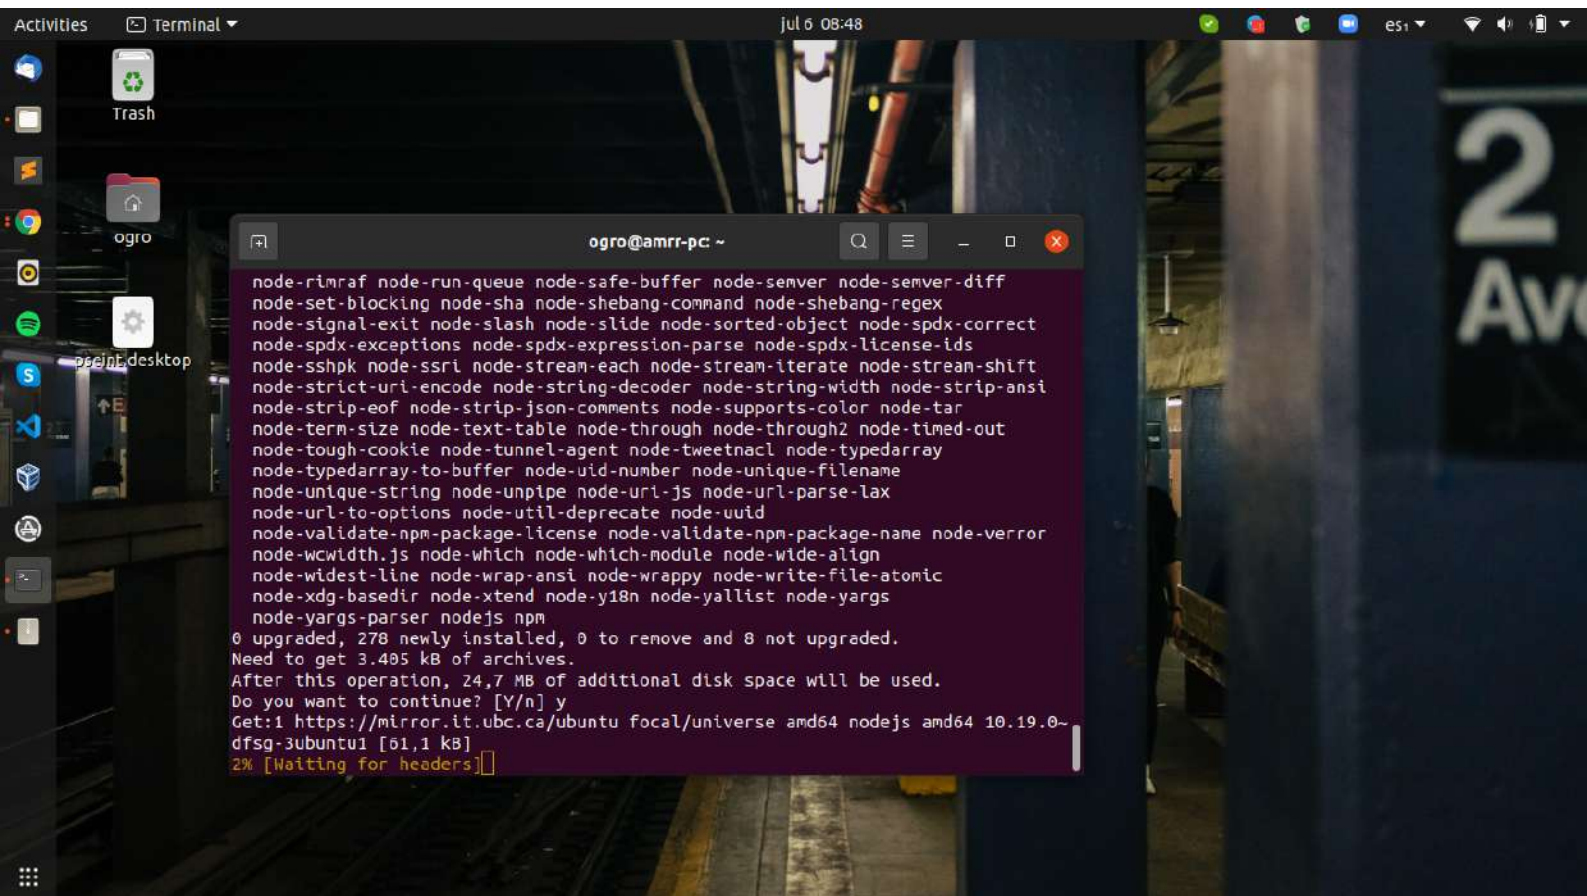 Activities
Terminal
jul 6 08:48
es₁
Trash
ogro
pseint.desktop
2
Av
E
ogro@amrr-pc: ~
node-rimraf node-run-queue node-safe-buffer node-semver node-semver-diff
node-set-blocking node-sha node-shebang-command node-shebang-regex
node-signal-exit node-slash node-slide node-sorted-object node-spdx-correct
node-spdx-exceptions node-spdx-expression-parse node-spdx-license-ids
node-sshpk node-ssri node-stream-each node-stream-iterate node-stream-shift
node-strict-uri-encode node-string-decoder node-string-width node-strip-ansi
node-strip-eof node-strip-json-comments node-supports-color node-tar
node-term-size node-text-table node-through node-through2 node-timed-out
node-tough-cookie node-tunnel-agent node-tweetnacl node-typedarray
node-typedarray-to-buffer node-uid-number node-unique-filename
node-unique-string node-unpipe node-uri-js node-url-parse-lax
node-url-to-options node-util-deprecate node-uuid
node-validate-npm-package-license node-validate-npm-package-name node-verror
node-wcwidth.js node-which node-which-module node-wide-align
node-widest-line node-wrap-ansi node-wrappy node-write-file-atomic
node-xdg-basedir node-xtend node-y18n node-yallist node-yargs
node-yargs-parser nodejs npm
0 upgraded, 278 newly installed, 0 to remove and 8 not upgraded.
Need to get 3.405 kB of archives.
After this operation, 24,7 MB of additional disk space will be used.
Do you want to continue? [Y/n] y
Get:1 https://mirror.it.ubc.ca/ubuntu focal/universe amd64 nodejs amd64 10.19.0~
dfsg-3ubuntu1 [61,1 kB]
2% [Waiting for headers]